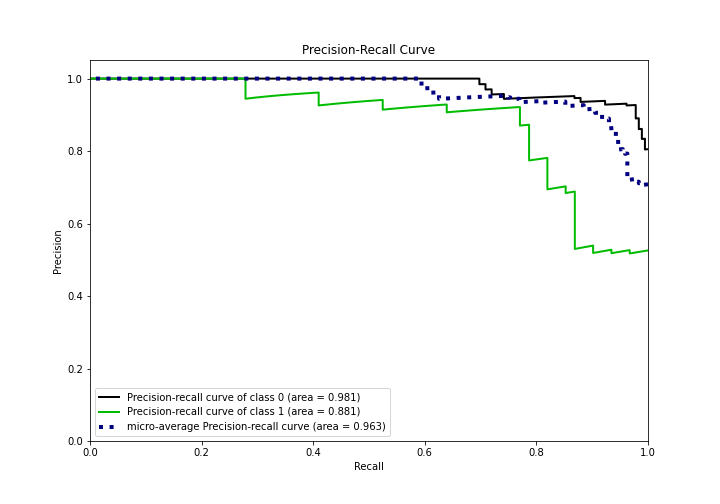 Precision-Recall Curve
1.0
0.8
0.6
0.4
0.2
0.0
Precision
Precision-recall curve of class 0 (area = 0.981)
Precision-recall curve of class 1 (area = 0.881)
micro-average Precision-recall curve (area = 0.963)
0.0 0.2 0.4 0.6 0.8 1.0
Recall